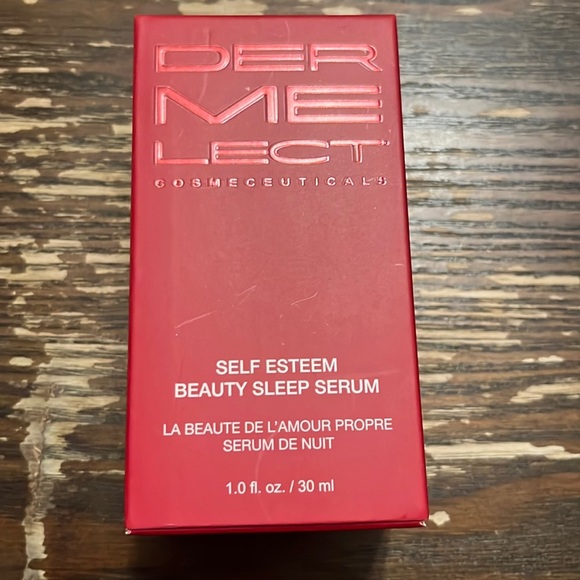 DER
ME
LECT
COSMECEUTICALS
SELF ESTEEM
BEAUTY SLEEP SERUM
LA BEAUTE DE L'AMOUR PROPRE
SERUM DE NUIT
1.0 fl. oz. / 30 ml